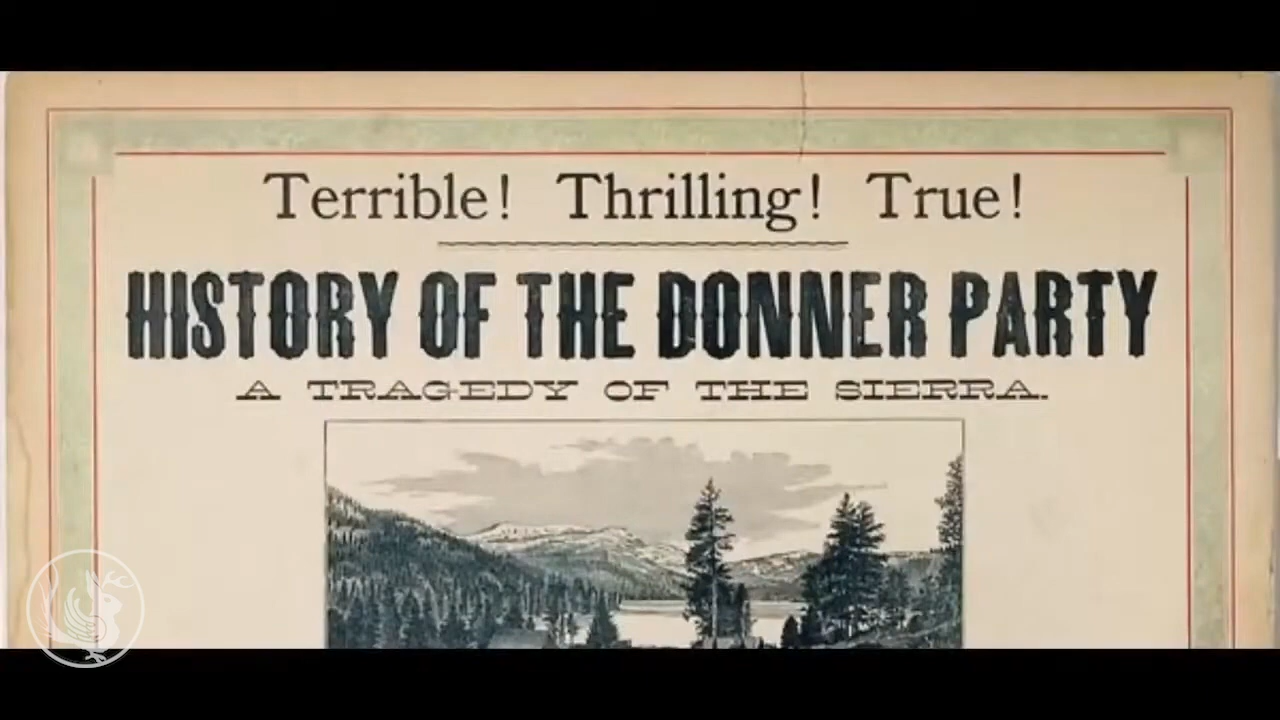 Terrible! Thrilling! True!
HISTORY OF THE DONNER PARTY
A TRAGEDY OF THE SIERRA.